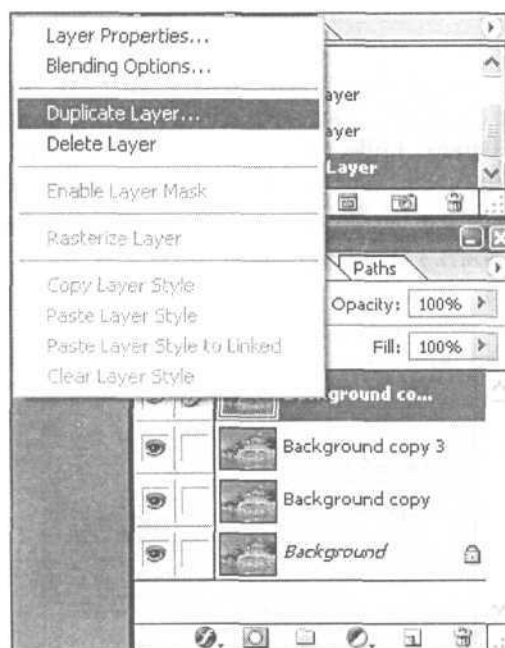 Layer Properties...
Blending Options...
Duplicate Layer...
Delete Layer
Enable Layer Mask
Rasterize Layer
Copy Layer Style
Paste Layer Style
Paste Layer Style to Linked
Clear Layer Style
ayer
ayer
Layer
Paths
Opacity: 100%
Fill: 100%
ground co...
Background copy 3
Background copy
Background